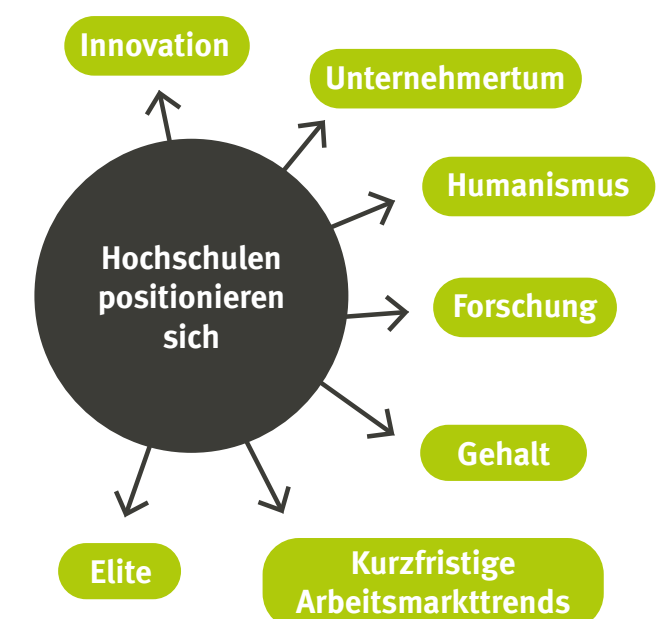 Innovation
Unternehmertum
Humanismus
Hochschulen
positionieren
sich
Forschung
Gehalt
Elite
Kurzfristige
Arbeitsmarkttrends